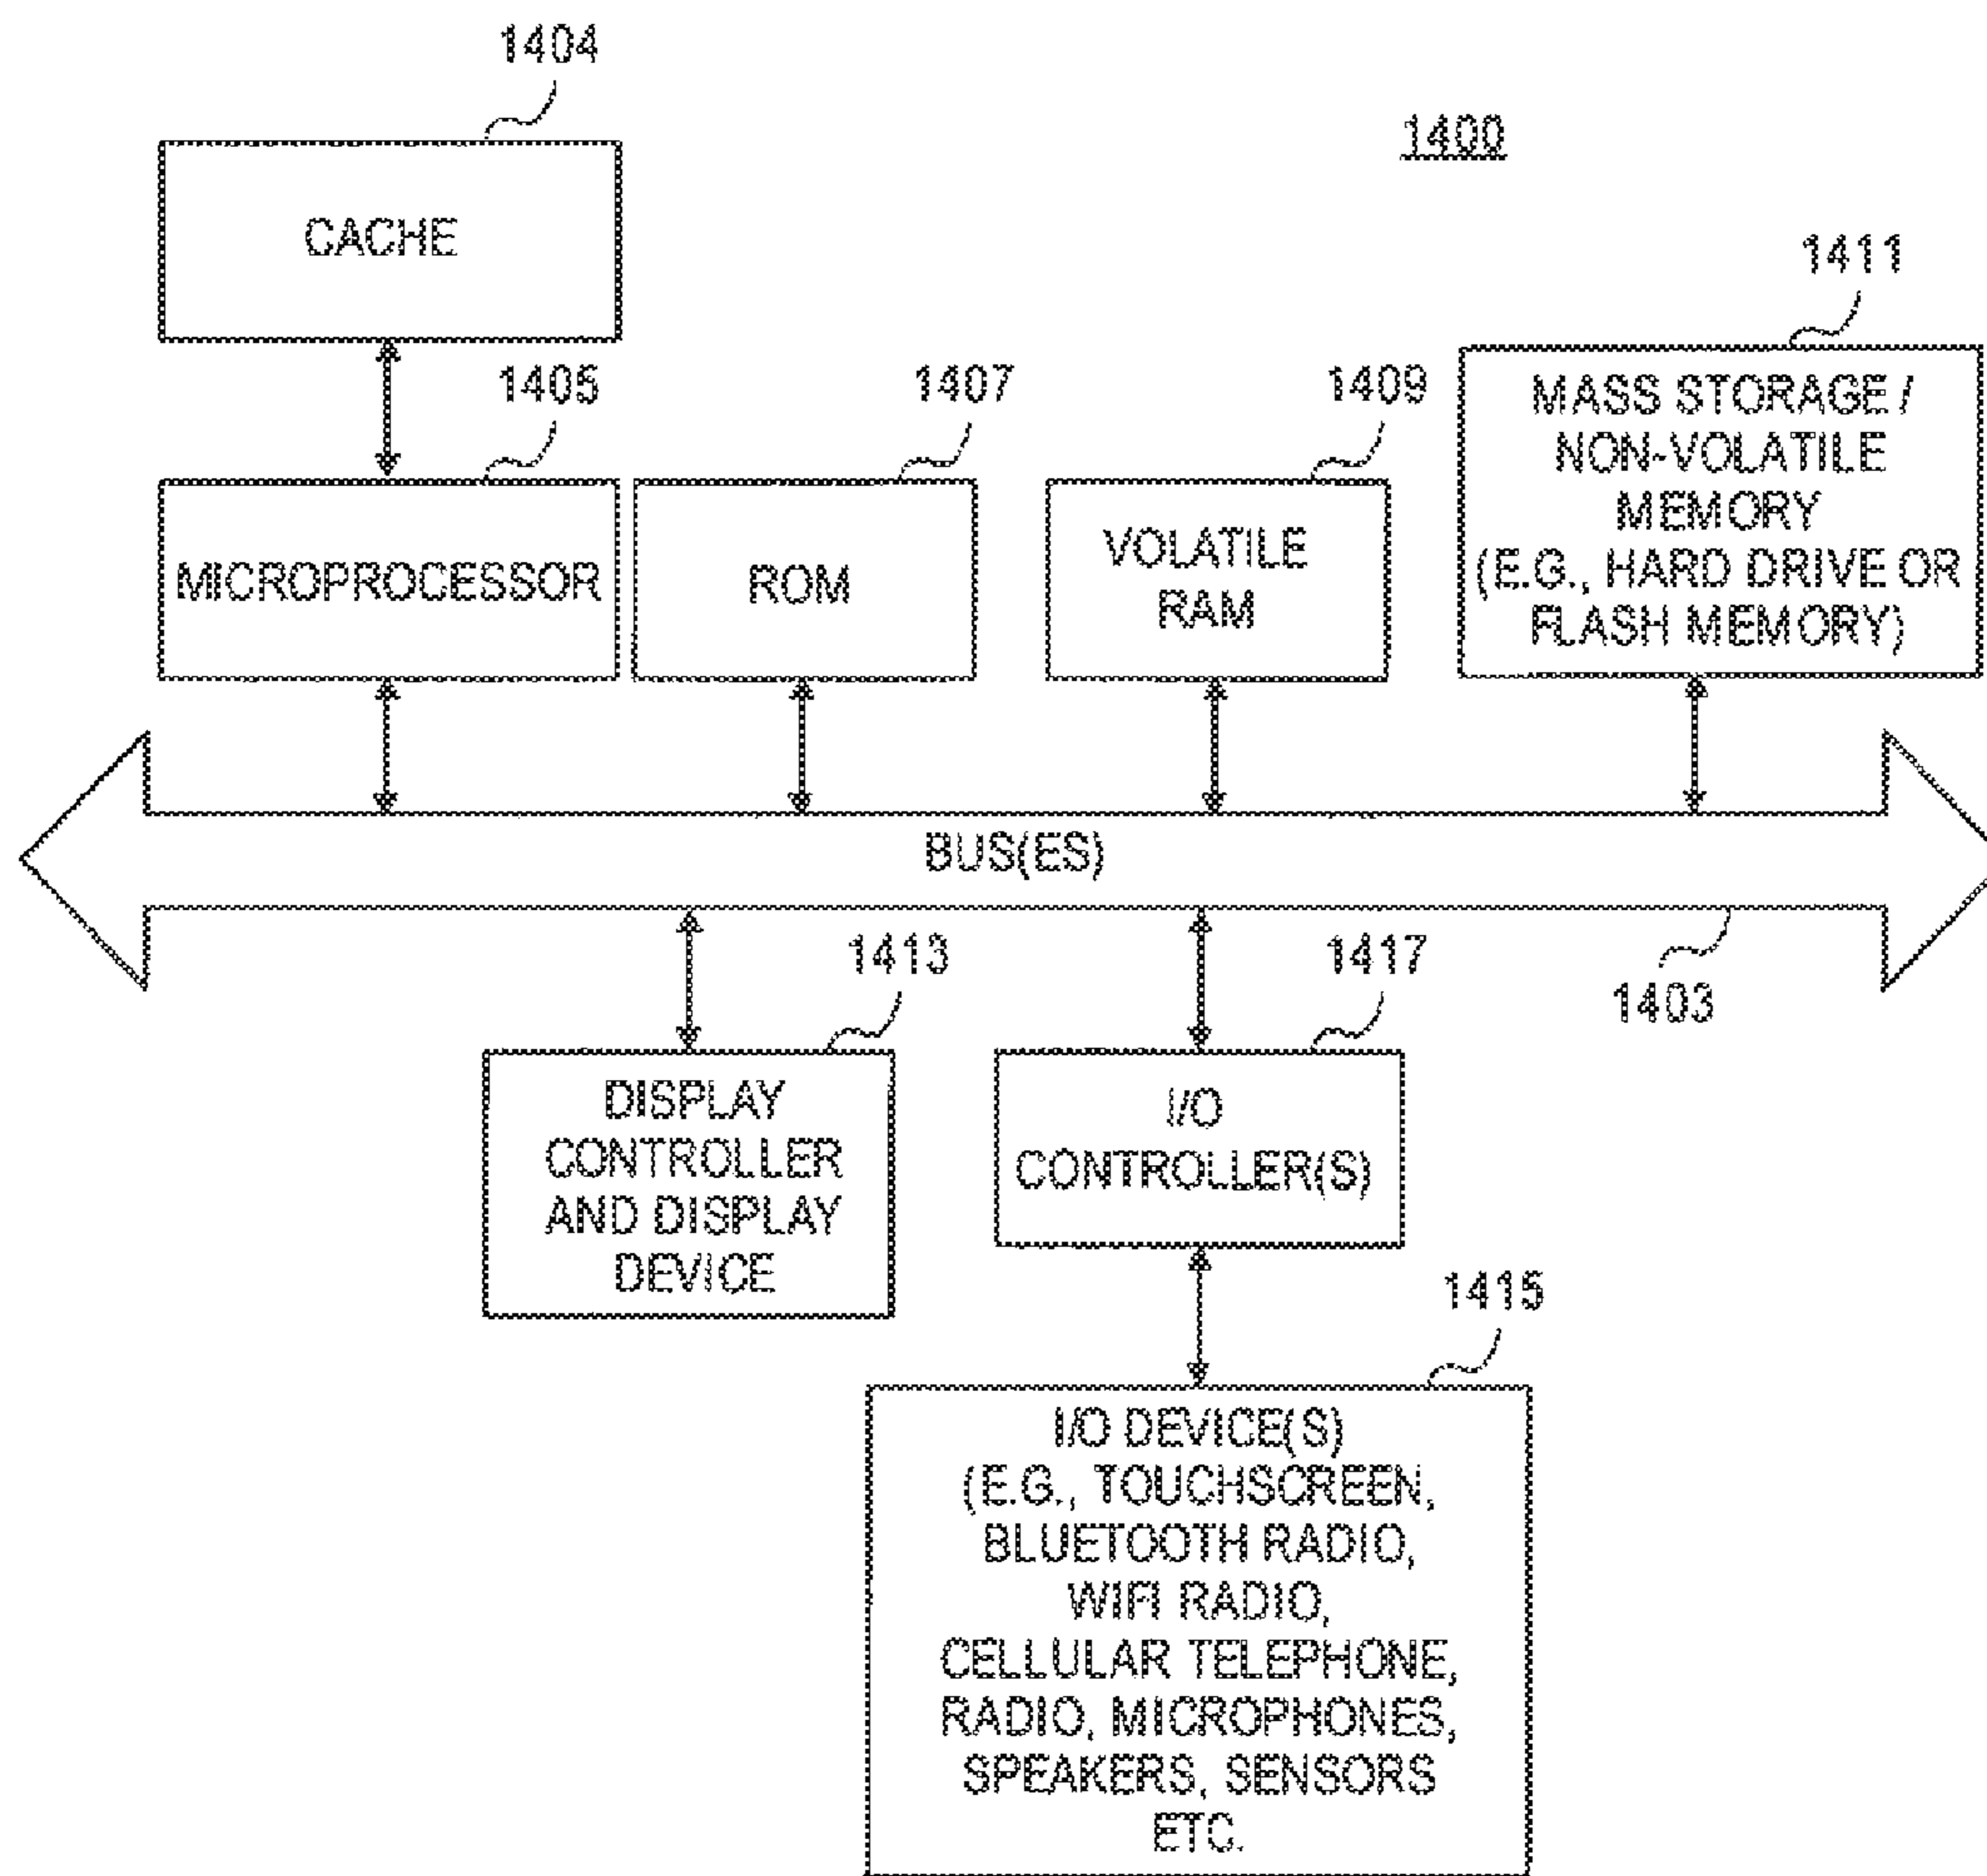 1404
1400
CACHE
1411
1405
1407
1409
MASS STORAGE /
NON-VOLATILE
MEMORY
(E.G., HARD DRIVE OR
FLASH MEMORY)
MICROPROCESSOR
ROM
VOLATILE
RAM
BUS(ES)
1413
1417
1403
DISPLAY
CONTROLLER
AND DISPLAY
DEVICE
I/O
CONTROLLER(S)
1415
I/O DEVICE(S)
(E.G., TOUCHSCREEN,
BLUETOOTH RADIO,
WIFI RADIO,
CELLULAR TELEPHONE,
RADIO, MICROPHONES,
SPEAKERS, SENSORS
ETC.